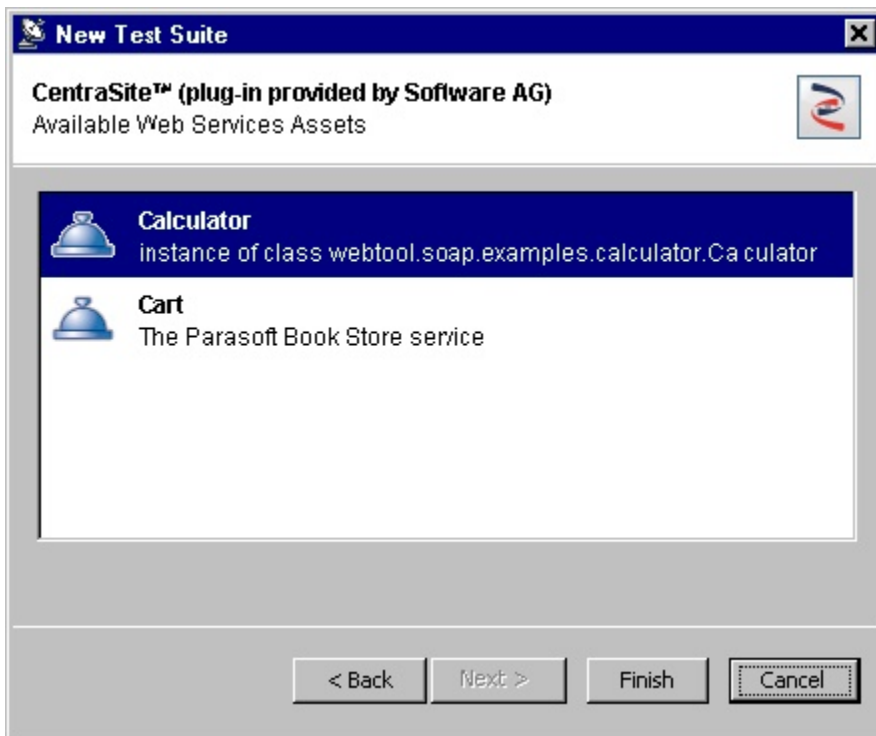 New Test Suite
CentraSite™ (plug-in provided by Software AG)
Available Web Services Assets
Calculator
instance of class webtool.soap.examples.calculator.Ca culator
Cart
The Parasoft Book Store service
< Back
Next >
Finish
Cancel